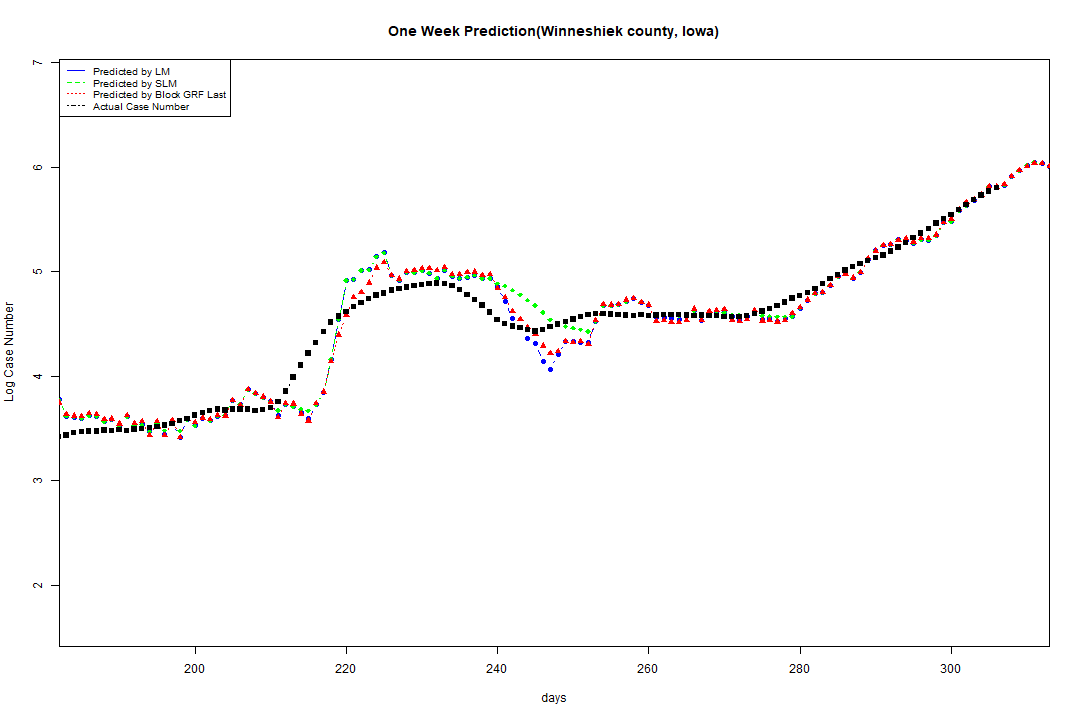 One Week Prediction(Winneshiek county, Iowa)
7
Predicted by LM
Predicted by SLM
Predicted by Block GRF Last
Actual Case Number
6
5
4
3
2
Log Case Number
200 220 240 260 280 300
days